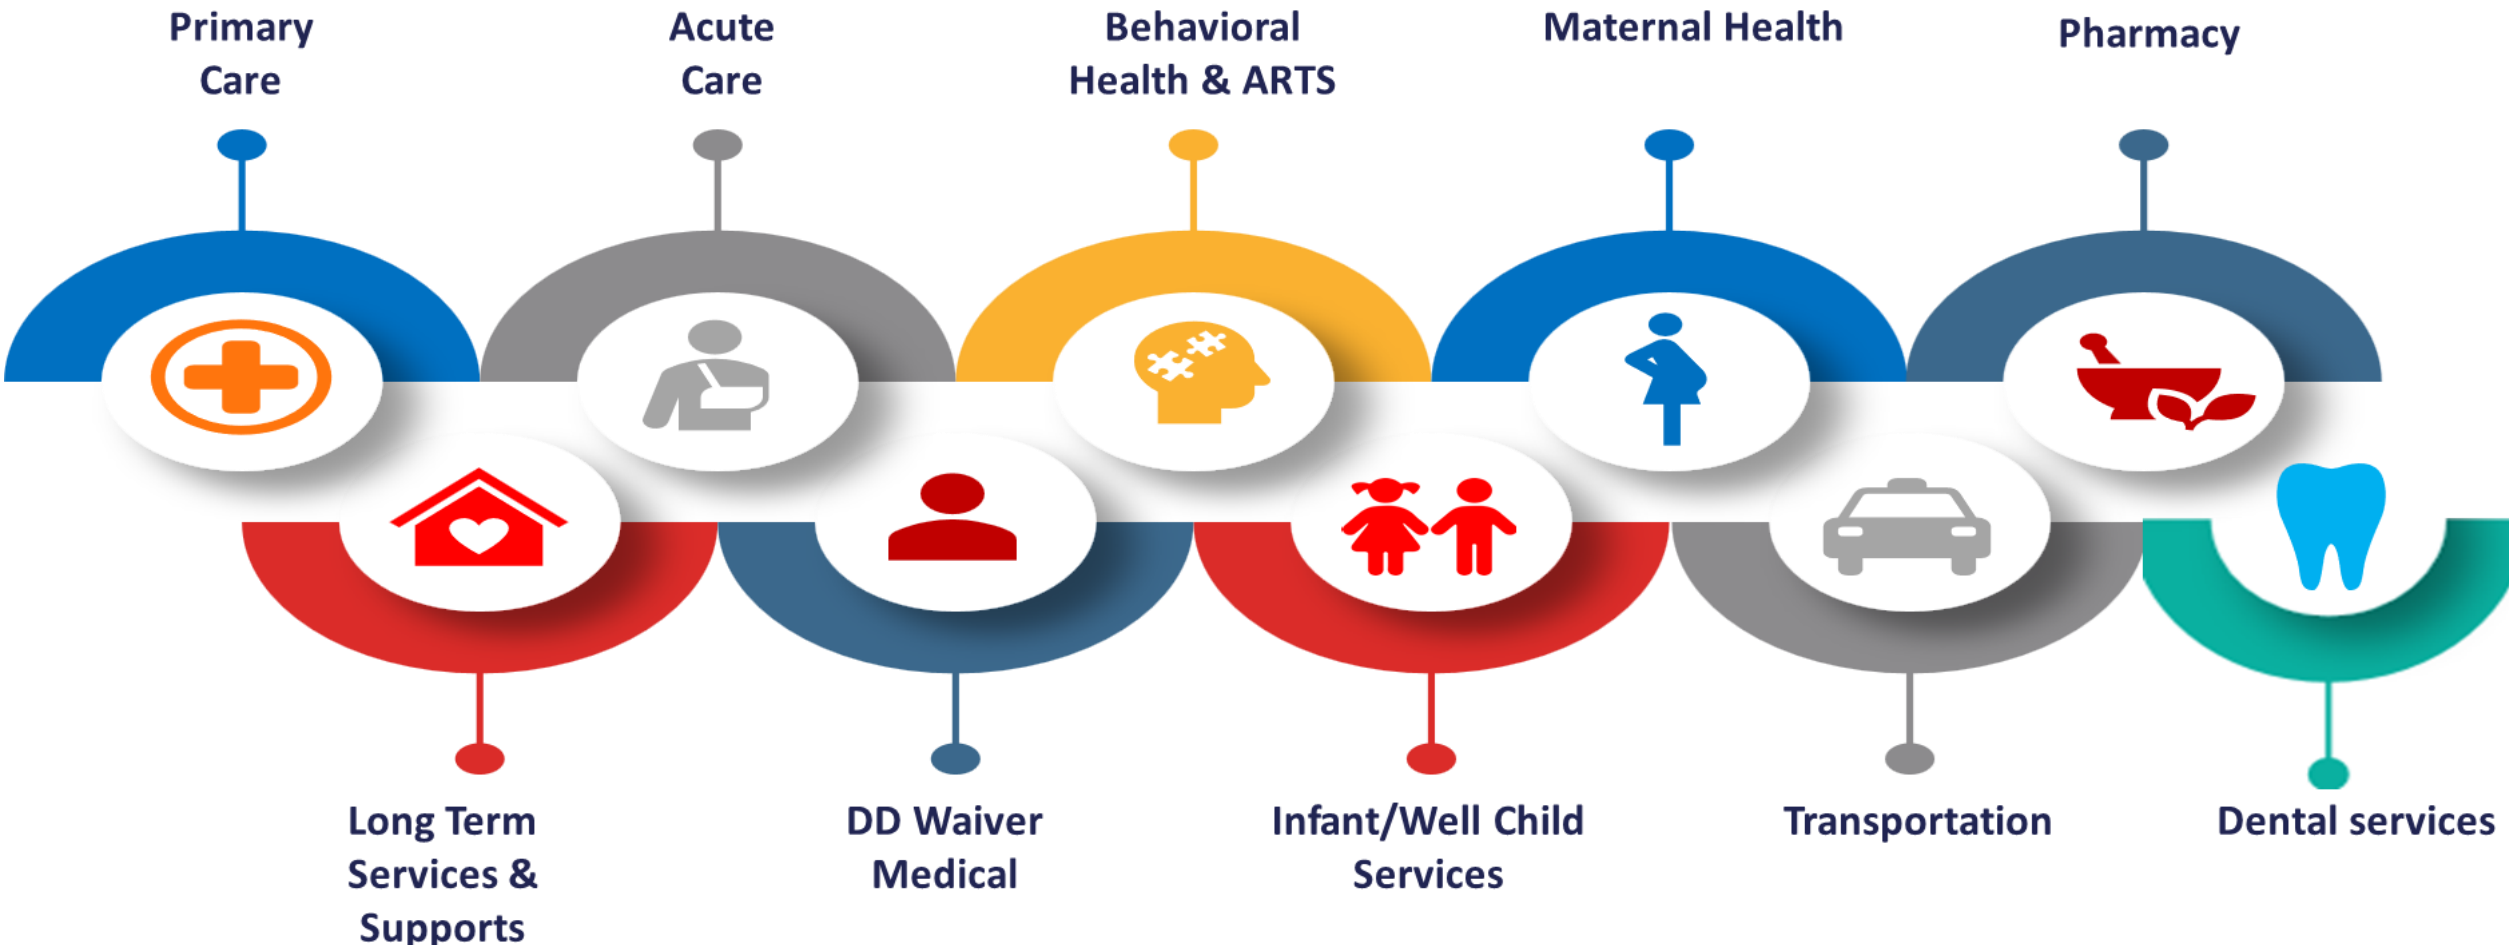 Primary
Care
Acute
Care
Behavioral
Health & ARTS
Maternal Health
Pharmacy
Long Term
Services &
Supports
DD Waiver
Medical
Infant/Well Child
Services
Transportation
Dental services